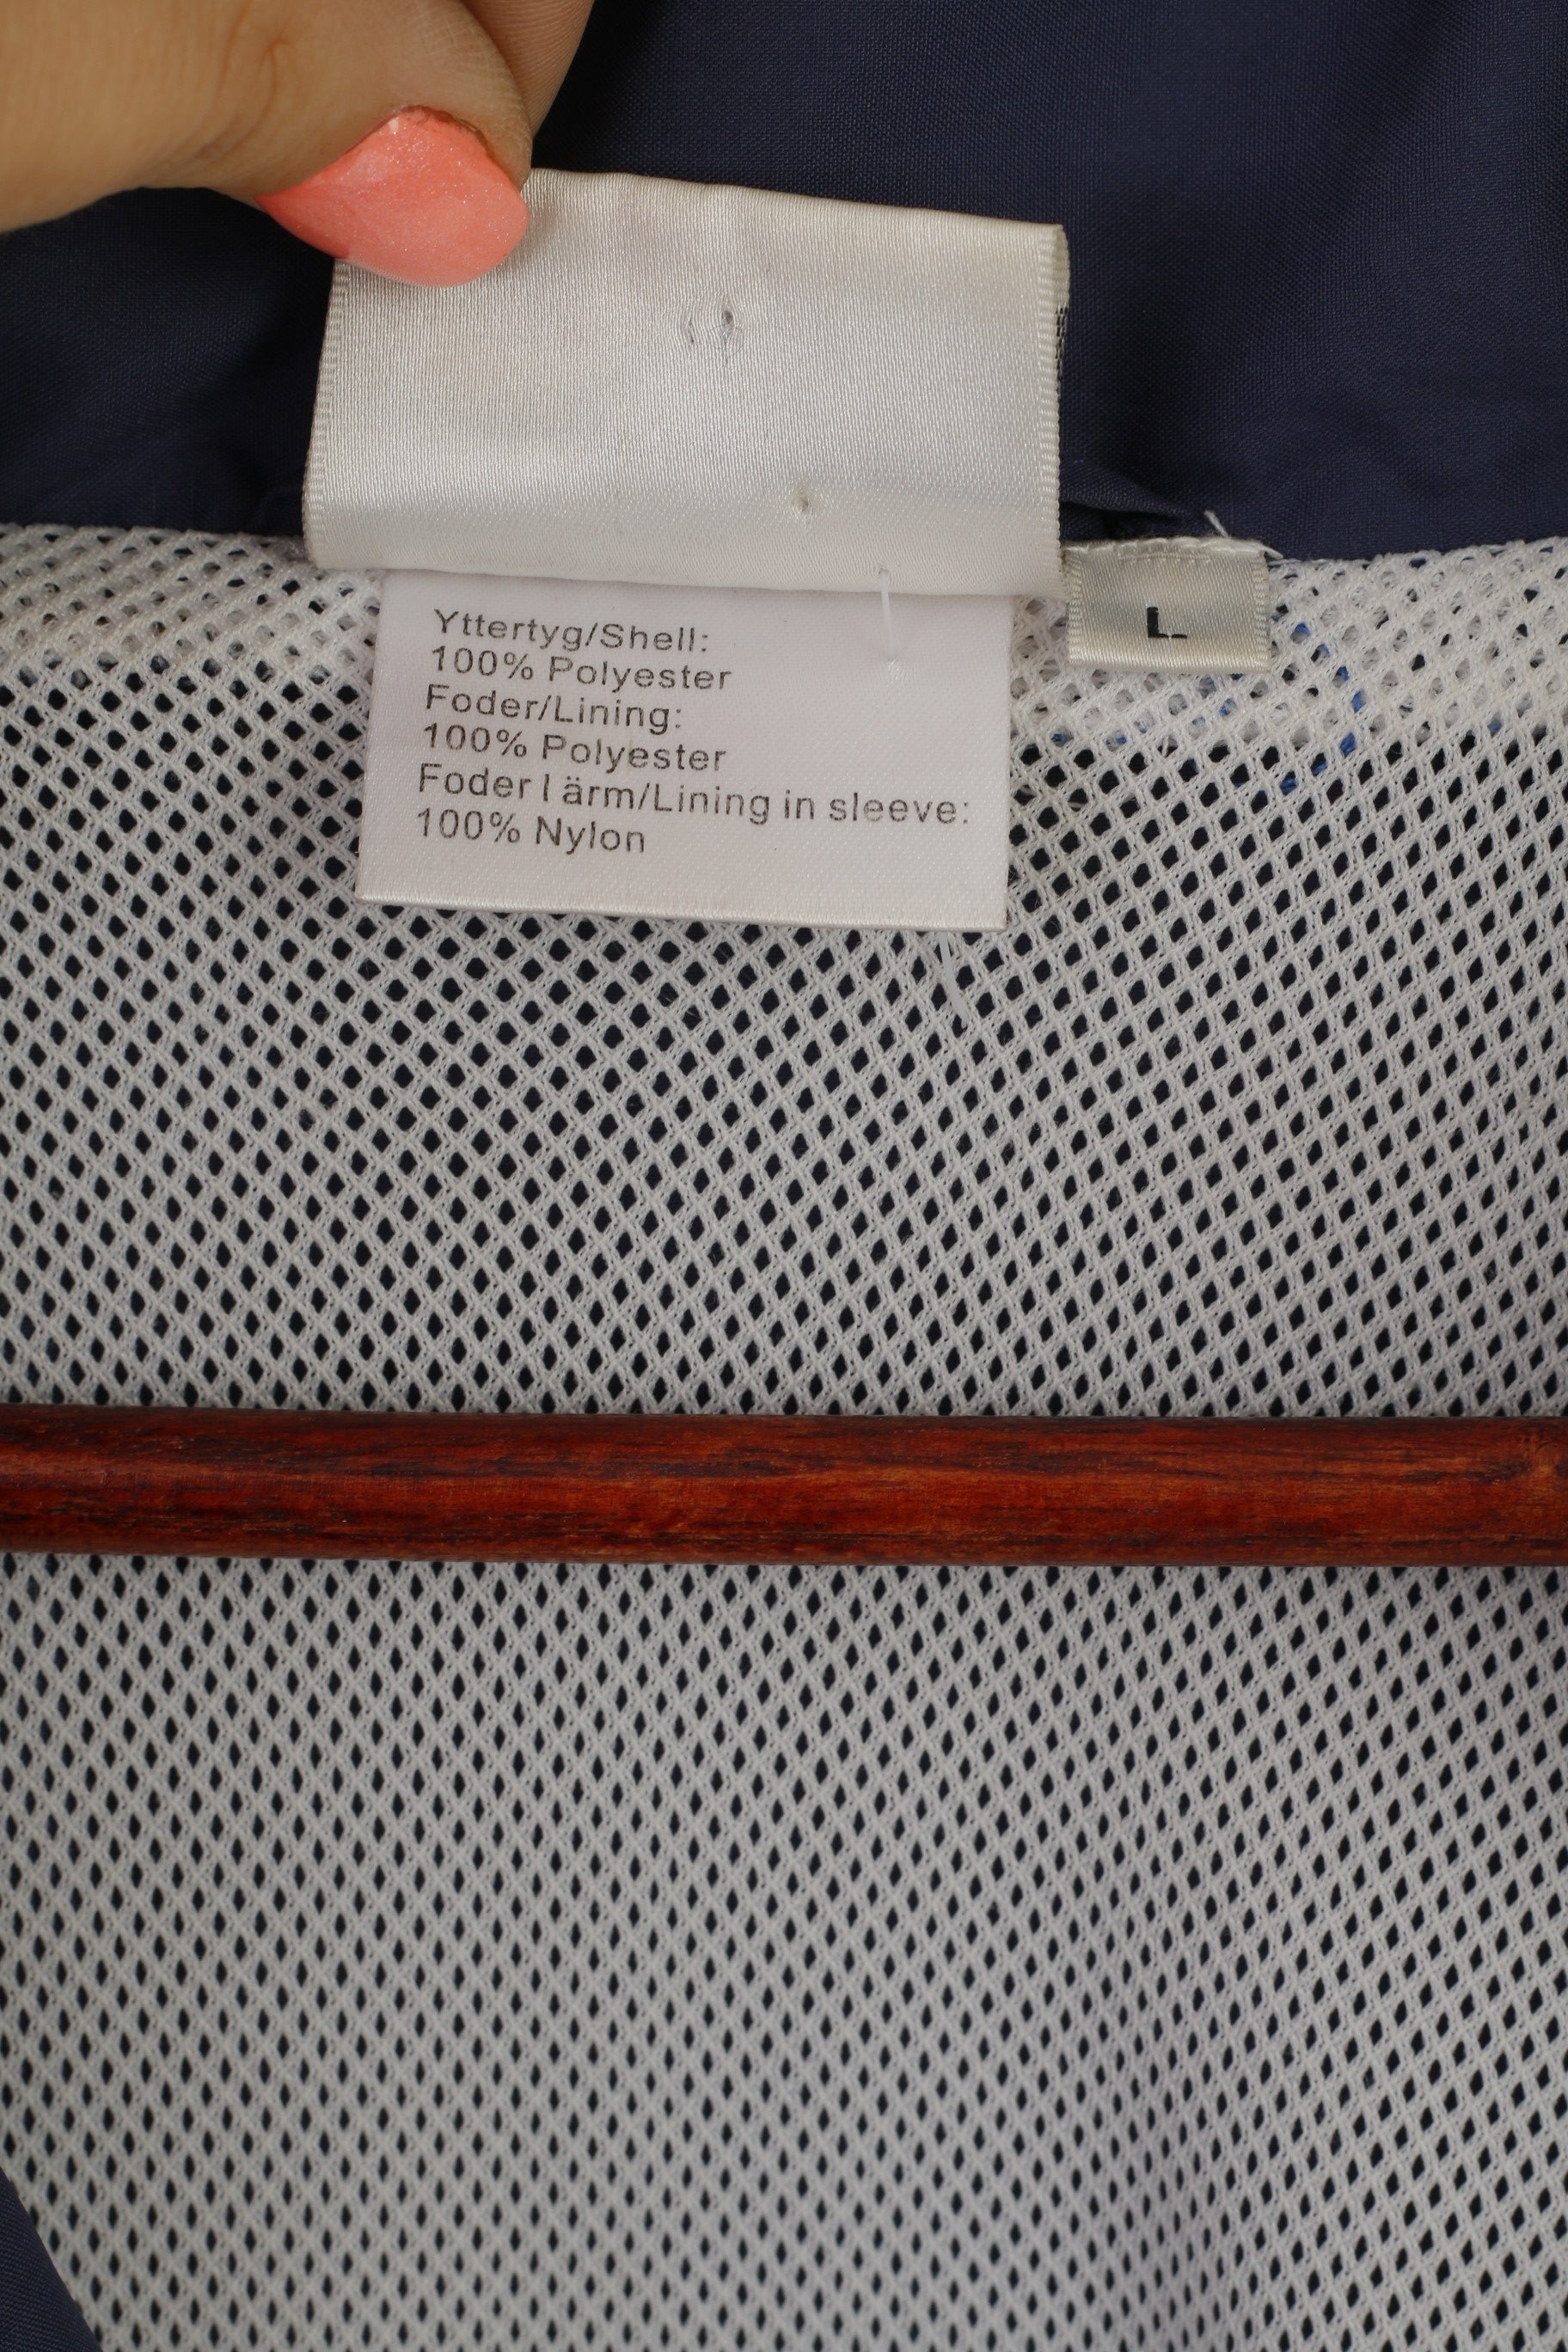 Yttertyg/Shell:
100% Polyester
Foder/Lining:
100% Polyester
Foder I ärm/Lining in sleeve:
100% Nylon
L